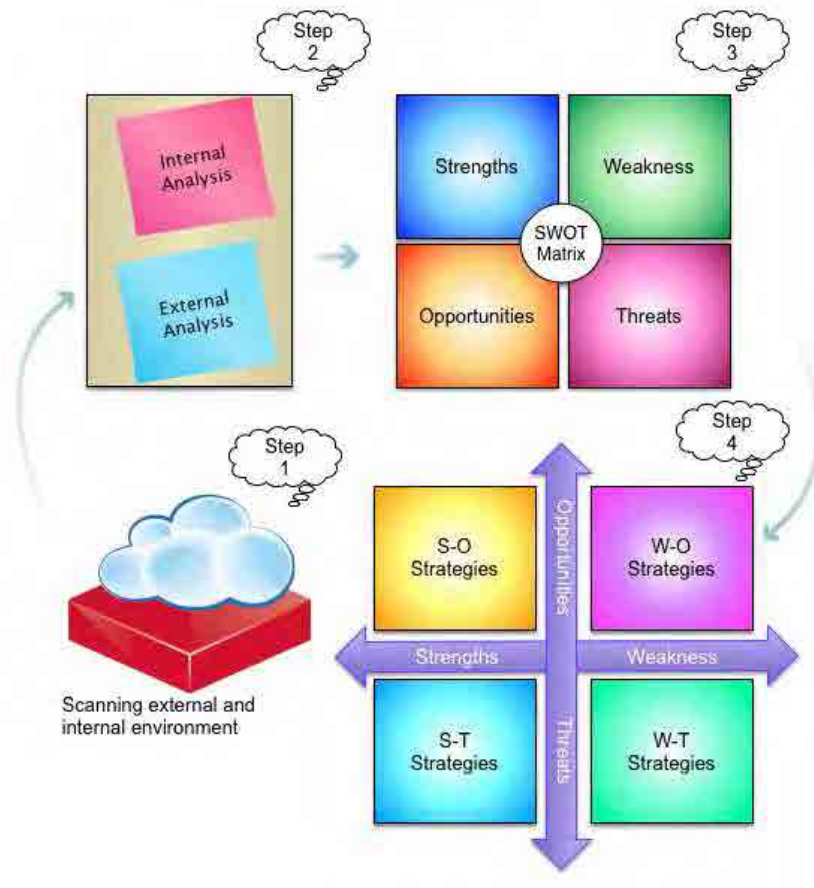 Step
2
Step
3
Internal
Analysis
External
Analysis
Strengths
Weakness
SWOT
Matrix
Opportunities
Threats
Step
1
Step
4
S-O
Strategies
Opportunities
W-O
Strategies
Strengths
Weakness
Scanning external and
internal environment
S-T
Strategies
Threats
W-T
Strategies